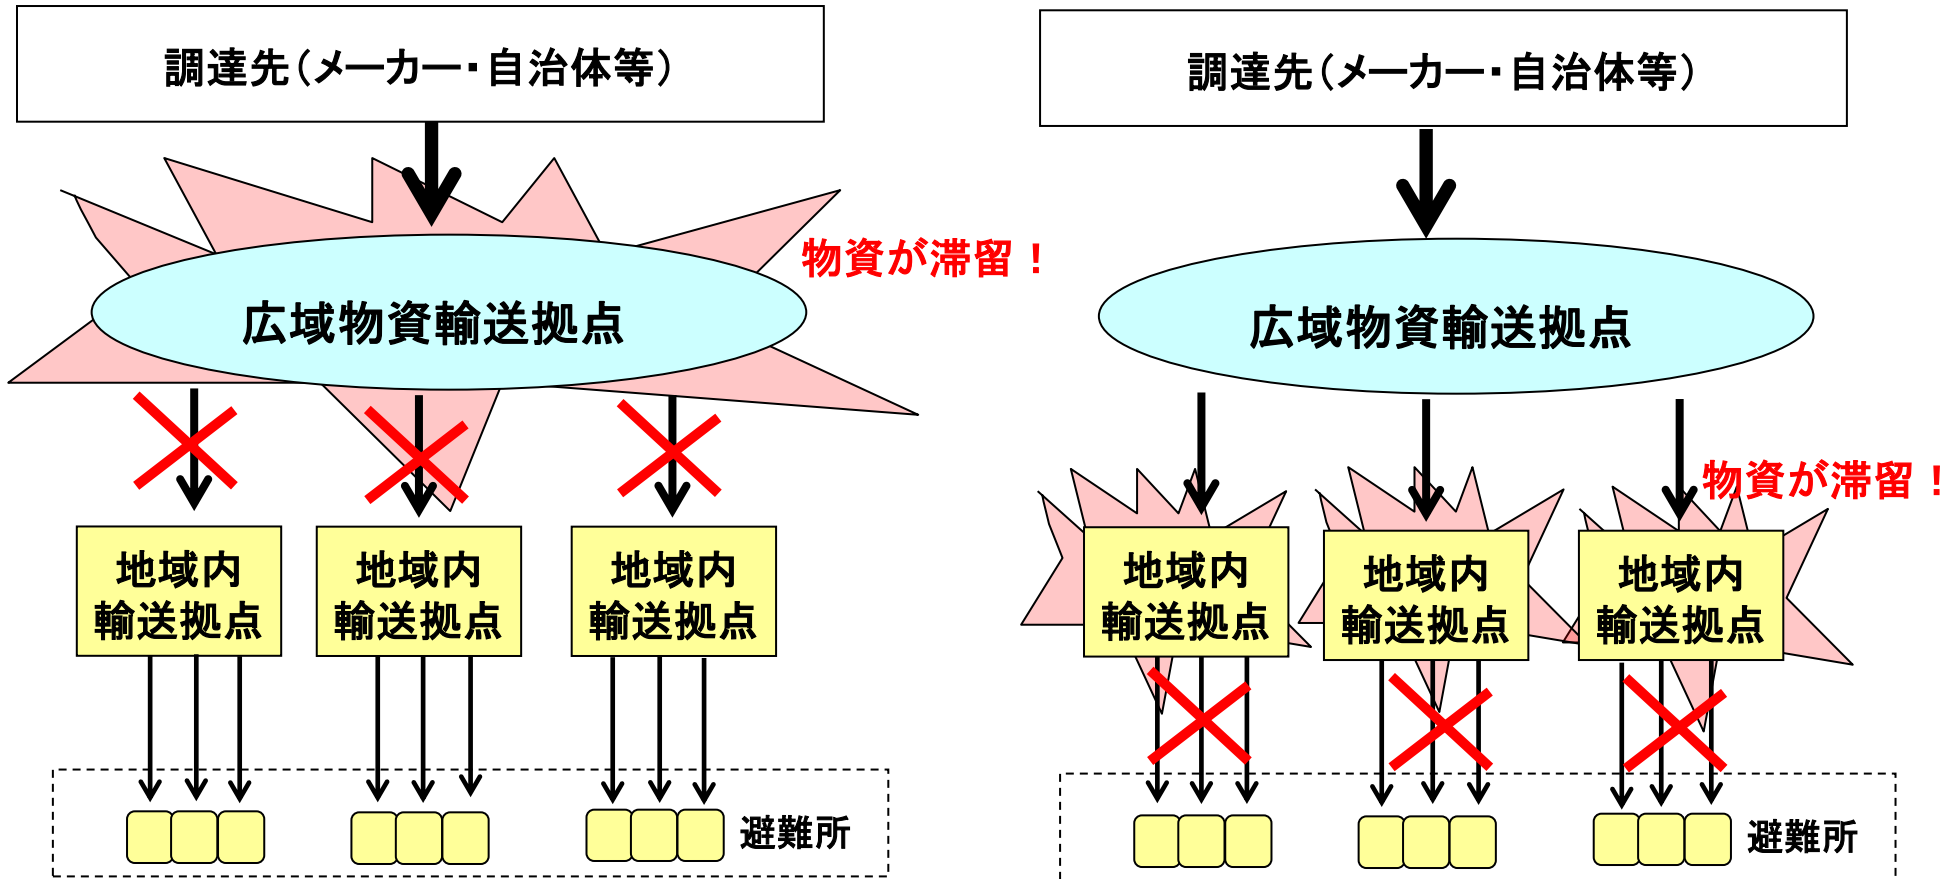 調達先（メーカー・自治体等）
物資が滞留！
広域物資輸送拠点
地域内
輸送拠点
地域内
輸送拠点
地域内
輸送拠点
避難所
調達先（メーカー・自治体等）
広域物資輸送拠点
物資が滞留！
地域内
輸送拠点
地域内
輸送拠点
地域内
輸送拠点
避難所